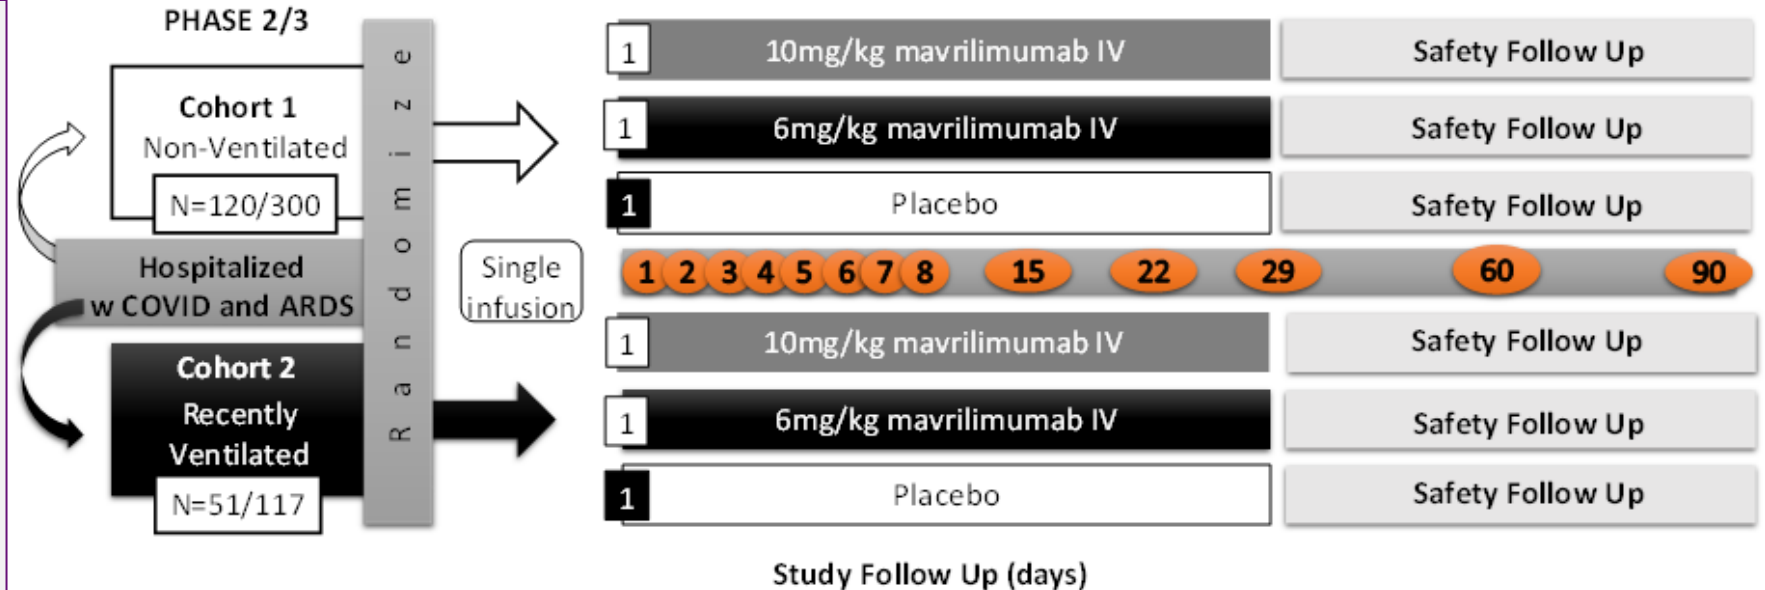 PHASE 2/3
Cohort 1
Non-Ventilated
N=120/300
Hospitalized
w COVID and ARDS
Cohort 2
Recently
Ventilated
N=51/117
Randomize
Single
infusion
1 10mg/kg mavrilimumab IV Safety Follow Up
1 6mg/kg mavrilimumab IV Safety Follow Up
1 Placebo Safety Follow Up
1 2 3 4 5 6 7 8 15 22 29 60 90
1 10mg/kg mavrilimumab IV Safety Follow Up
1 6mg/kg mavrilimumab IV Safety Follow Up
1 Placebo Safety Follow Up
Study Follow Up (days)